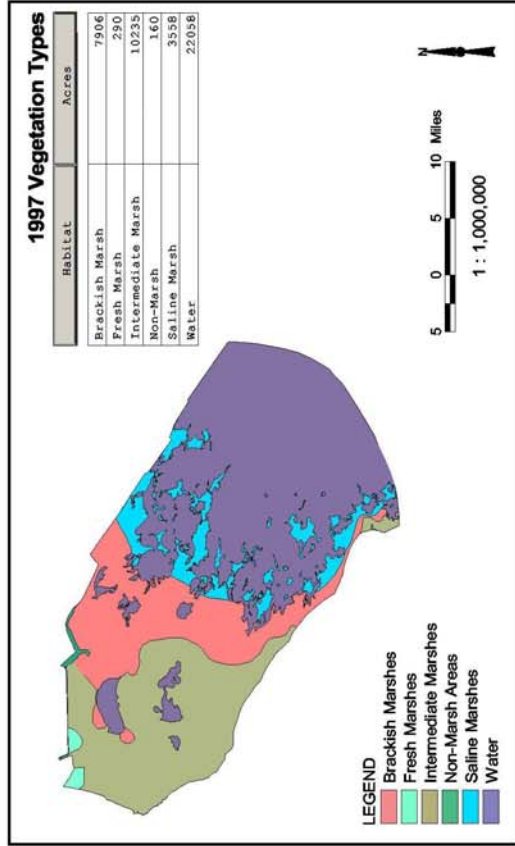 1997 Vegetation Types
Habitat Acres
Brackish Marsh 7906
Fresh Marsh 290
Intermediate Marsh 10235
Non-Marsh 160
Saline Marsh 3558
Water 22058
LEGEND
Brackish Marshes
Fresh Marshes
Intermediate Marshes
Non-Marsh Areas
Saline Marshes
Water
5 0 5 10 Miles
1 : 1,000,000
N